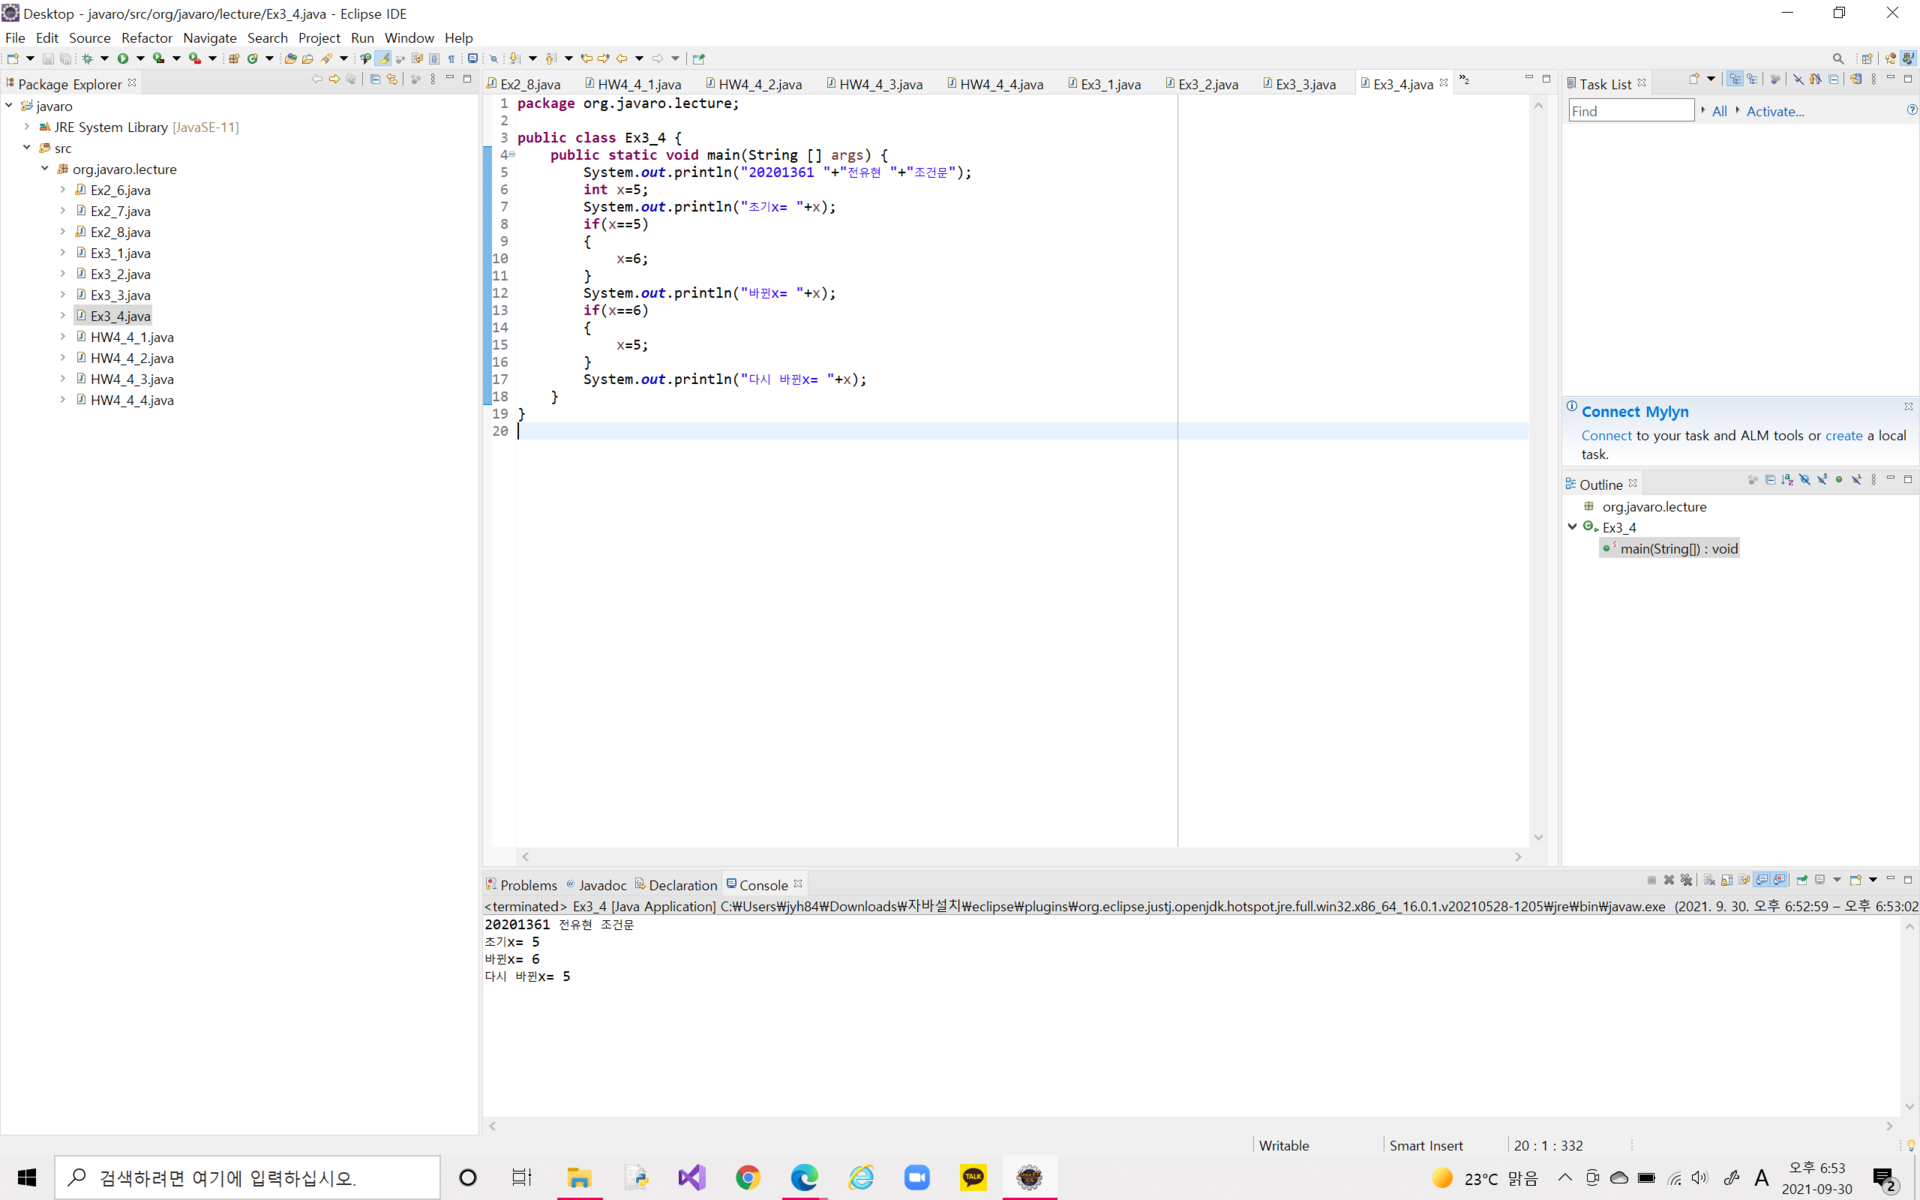 Desktop - javaro/src/org/javaro/lecture/Ex3_4.java - Eclipse IDE
File Edit Source Refactor Navigate Search Project Run Window Help
Package Explorer
javaro
JRE System Library [JavaSE-11]
src
org.javaro.lecture
Ex2_6.java
Ex2_7.java
Ex2_8.java
Ex3_1.java
Ex3_2.java
Ex3_3.java
Ex3_4.java
HW4_4_1.java
HW4_4_2.java
HW4_4_3.java
HW4_4_4.java
Ex2_8.java HW4_4_1.java HW4_4_2.java HW4_4_3.java HW4_4_4.java Ex3_1.java Ex3_2.java Ex3_3.java Ex3_4.java »2
1 package org.javaro.lecture;
2
3 public class Ex3_4 {
4 public static void main(String [] args) {
5 System.out.println("20201361 "+"전유현 "+"조건문");
6 int x=5;
7 System.out.println("초기x= "+x);
8 if(x==5)
9 {
10 x=6;
11 }
12 System.out.println("바뀐x= "+x);
13 if(x==6)
14 {
15 x=5;
16 }
17 System.out.println("다시 바뀐x= "+x);
18 }
19 }
20
Task List
Find All Activate...
Connect Mylyn
Connect to your task and ALM tools or create a local
task.
Outline
org.javaro.lecture
Ex3_4
main(String[]) : void
Problems Javadoc Declaration Console
<terminated> Ex3_4 [Java Application] C:₩Users₩jyh84₩Downloads₩자바설치₩eclipse₩plugins₩org.eclipse.justj.openjdk.hotspot.jre.full.win32.x86_64_16.0.1.v20210528-1205₩jre₩bin₩javaw.exe (2021. 9. 30. 오후 6:52:59 – 오후 6:53:02
20201361 전유현 조건문
초기x= 5
바뀐x= 6
다시 바뀐x= 5
Writable Smart Insert 20 : 1 : 332
검색하려면 여기에 입력하십시오.
TALK
23°C 맑음
A
오후 6:53
2021-09-30
2